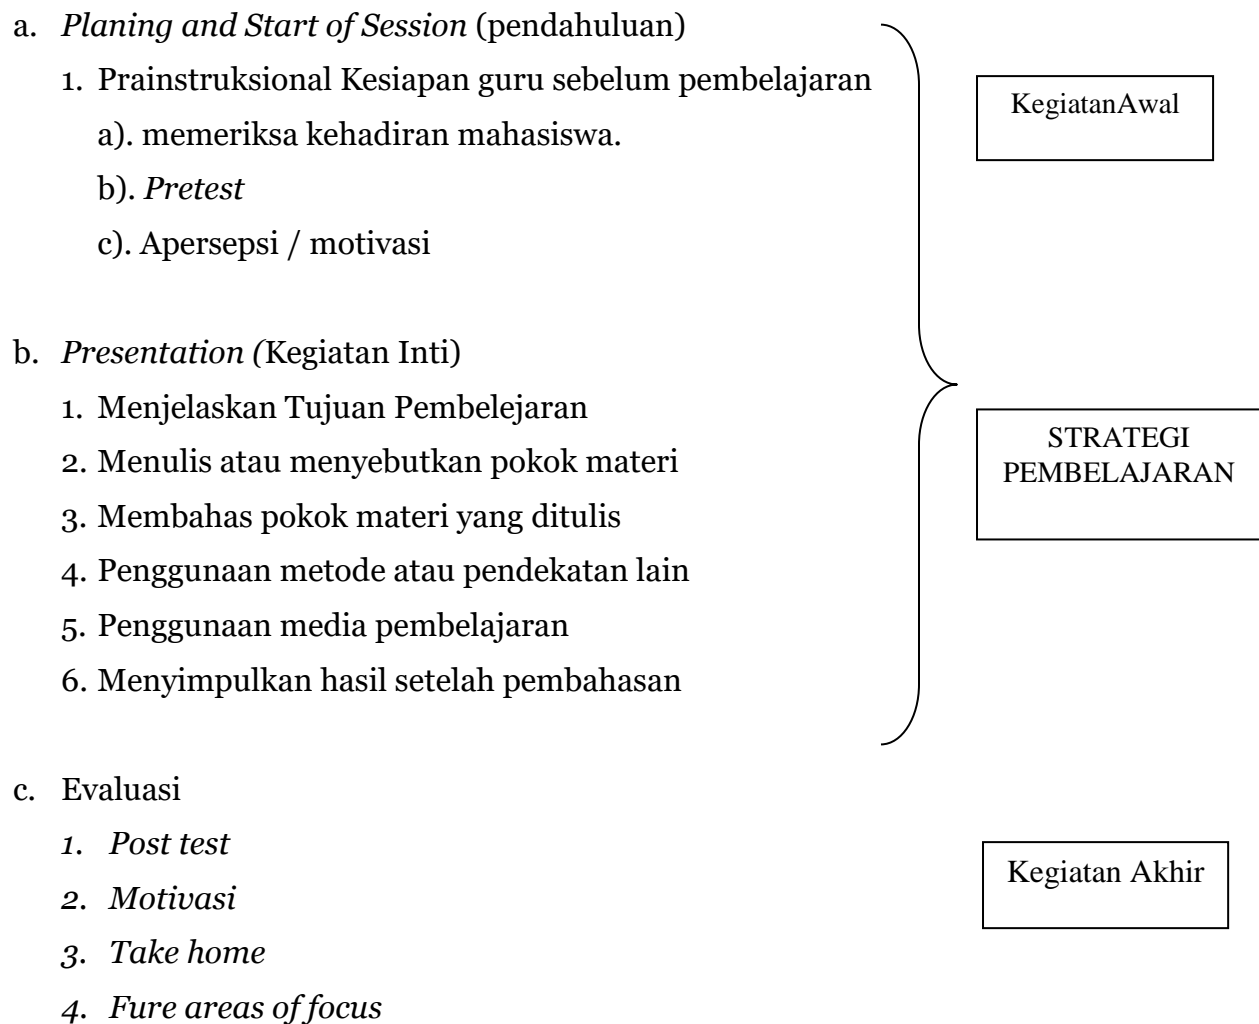 a. Planing and Start of Session (pendahuluan)
1. Prainstruksional Kesiapan guru sebelum pembelajaran
KegiatanAwal
a). memeriksa kehadiran mahasiswa.
b). Pretest
c). Apersepsi / motivasi
b. Presentation (Kegiatan Inti)
1. Menjelaskan Tujuan Pembelejaran
2. Menulis atau menyebutkan pokok materi
3. Membahas pokok materi yang ditulis
4. Penggunaan metode atau pendekatan lain
5. Penggunaan media pembelajaran
6. Menyimpulkan hasil setelah pembahasan
STRATEGI
PEMBELAJARAN
c. Evaluasi
1. Post test
2. Motivasi
3. Take home
4. Fure areas of focus
Kegiatan Akhir